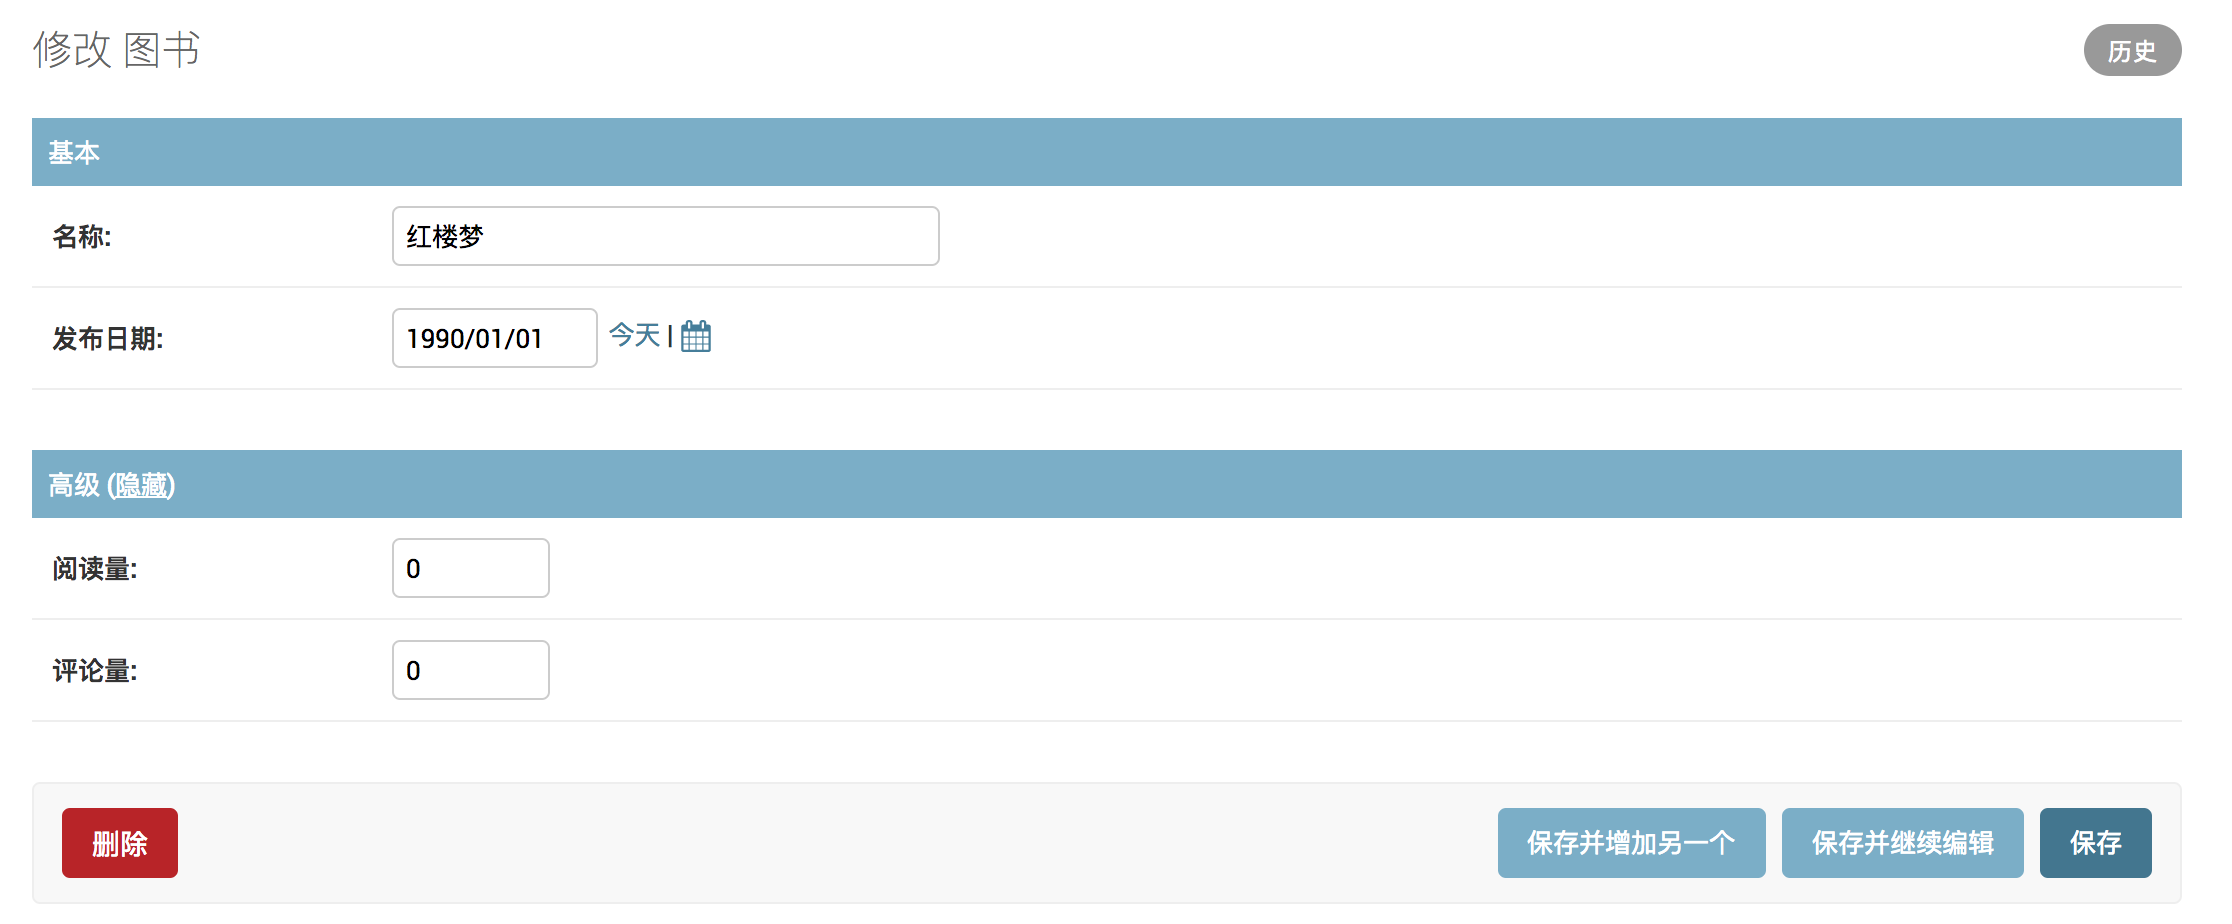 修改 图书
历史
基本
名称: 红楼梦
发布日期: 1990/01/01 今天 |
高级 (隐藏)
阅读量: 0
评论量: 0
删除 保存并增加另一个 保存并继续编辑 保存